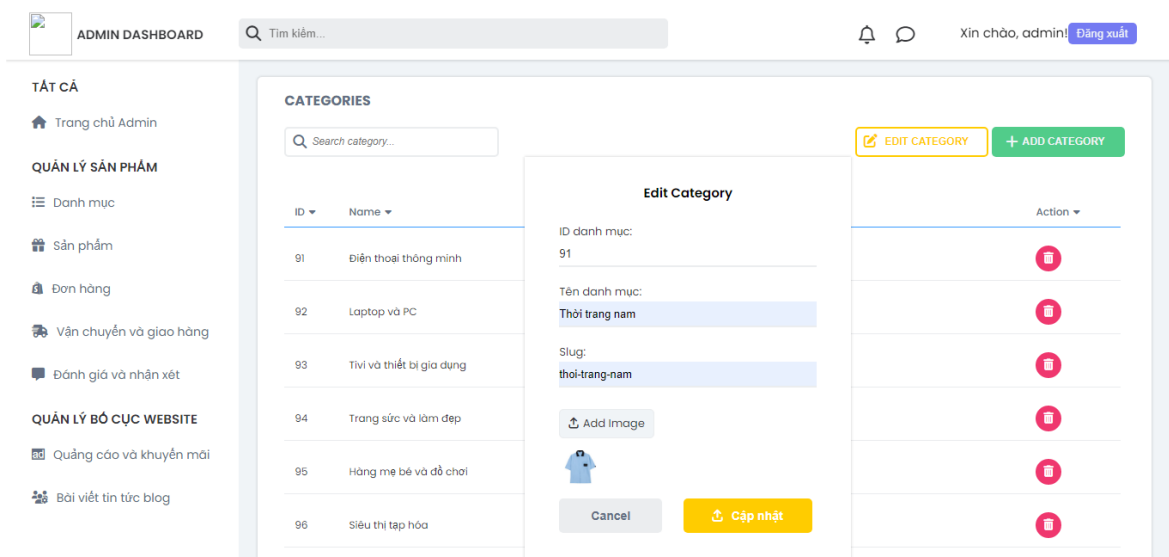 ADMIN DASHBOARD
Tìm kiếm...
Xin chào, admin! Đăng xuất
TẤT CẢ
Trang chủ Admin
QUẢN LÝ SẢN PHẨM
Danh mục
Sản phẩm
Đơn hàng
Vận chuyển và giao hàng
Đánh giá và nhận xét
QUẢN LÝ BỐ CỤC WEBSITE
ad Quảng cáo và khuyến mãi
Bài viết tin tức blog
CATEGORIES
Search category...
EDIT CATEGORY
+ ADD CATEGORY
ID Name Action
91 Điện thoại thông minh
92 Laptop và PC
93 Tivi và thiết bị gia dụng
94 Trang sức và làm đẹp
95 Hàng mẹ bé và đồ chơi
96 Siêu thị tạp hóa
Edit Category
ID danh mục:
91
Tên danh mục:
Thời trang nam
Slug:
thoi-trang-nam
Add Image
Cancel
Cập nhật